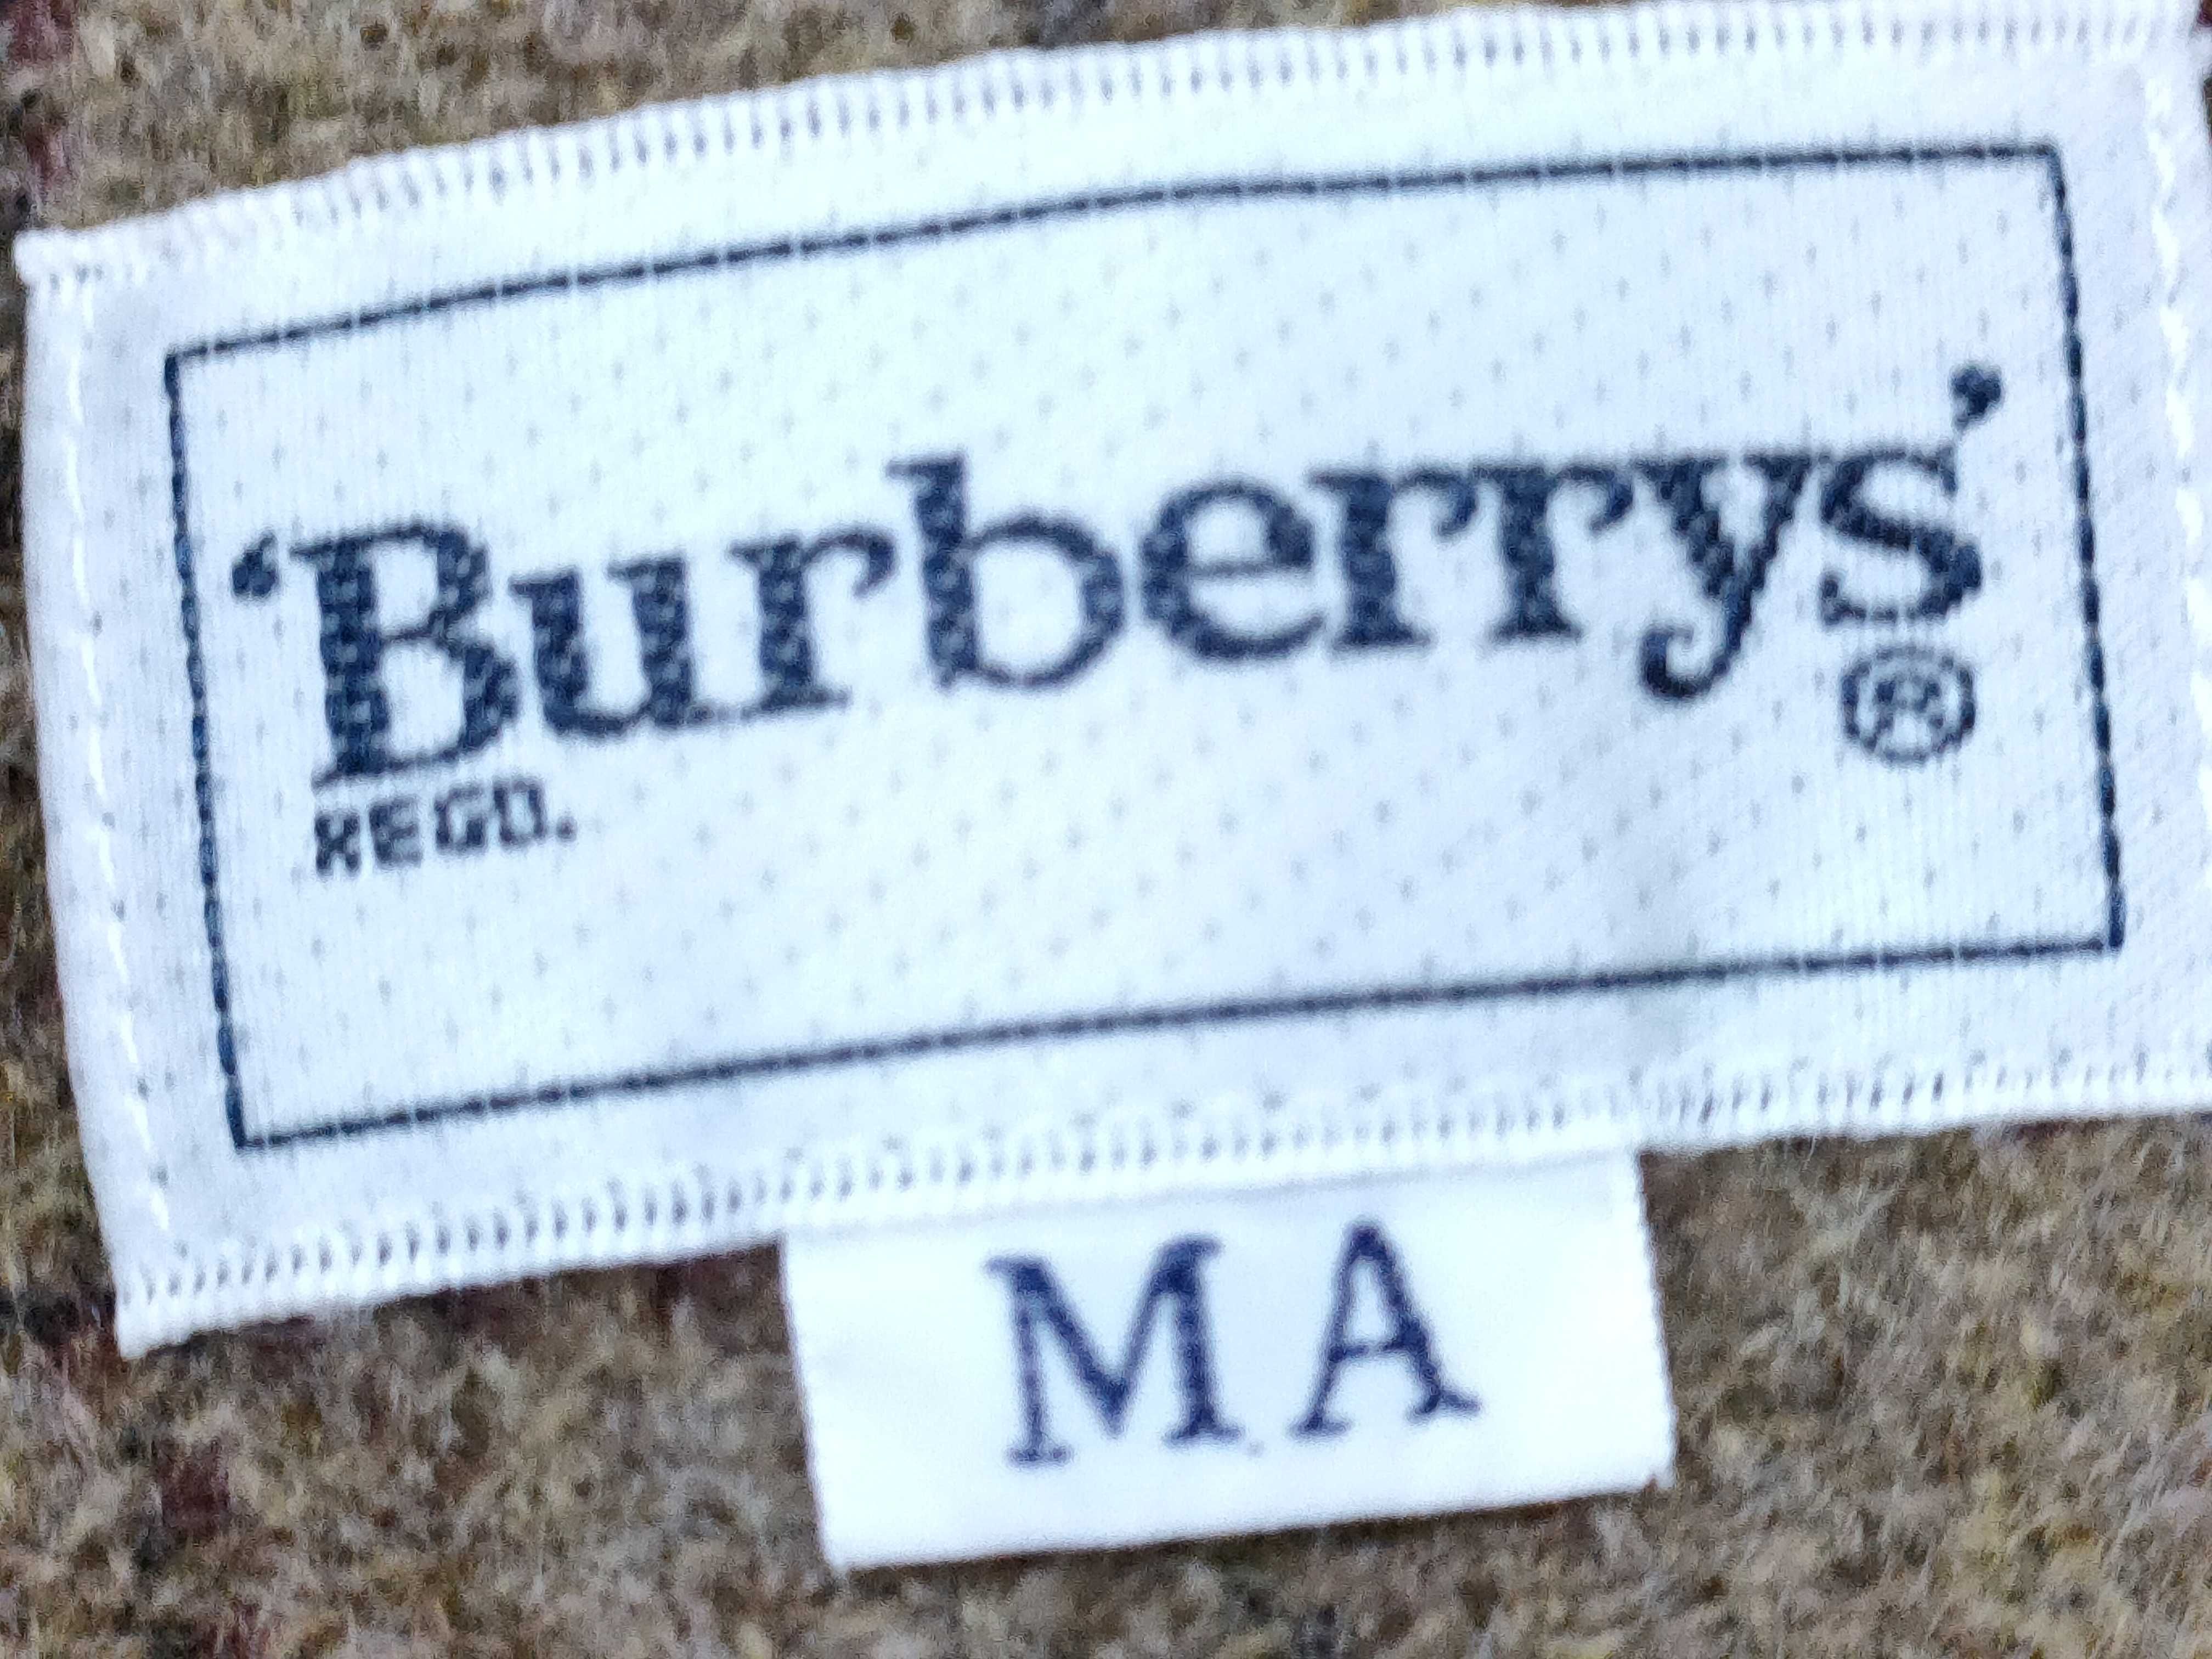 ‘Burberrys’
REGD. ®
MA